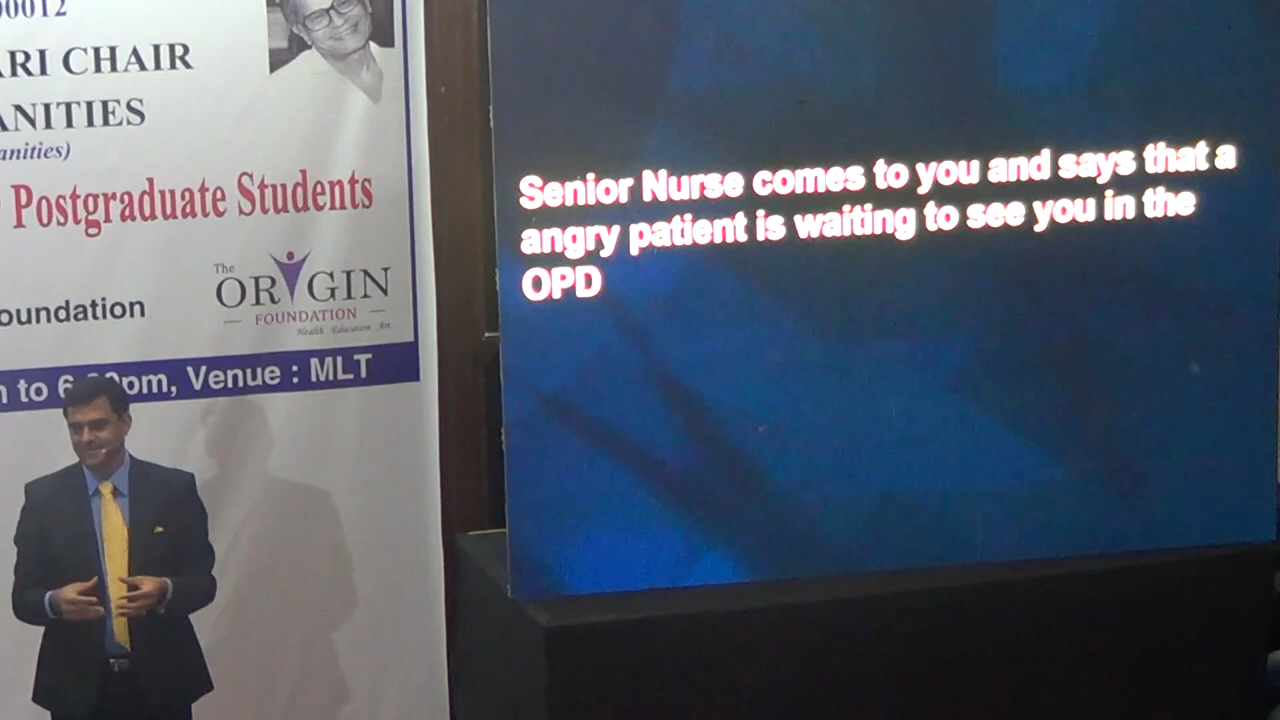 00012
ARI CHAIR
ANITIES
anities)
Postgraduate Students
The
ORIGIN
FOUNDATION
Health Education Art
oundation
to 6 pm, Venue : MLT
Senior Nurse comes to you and says that a
angry patient is waiting to see you in the
OPD